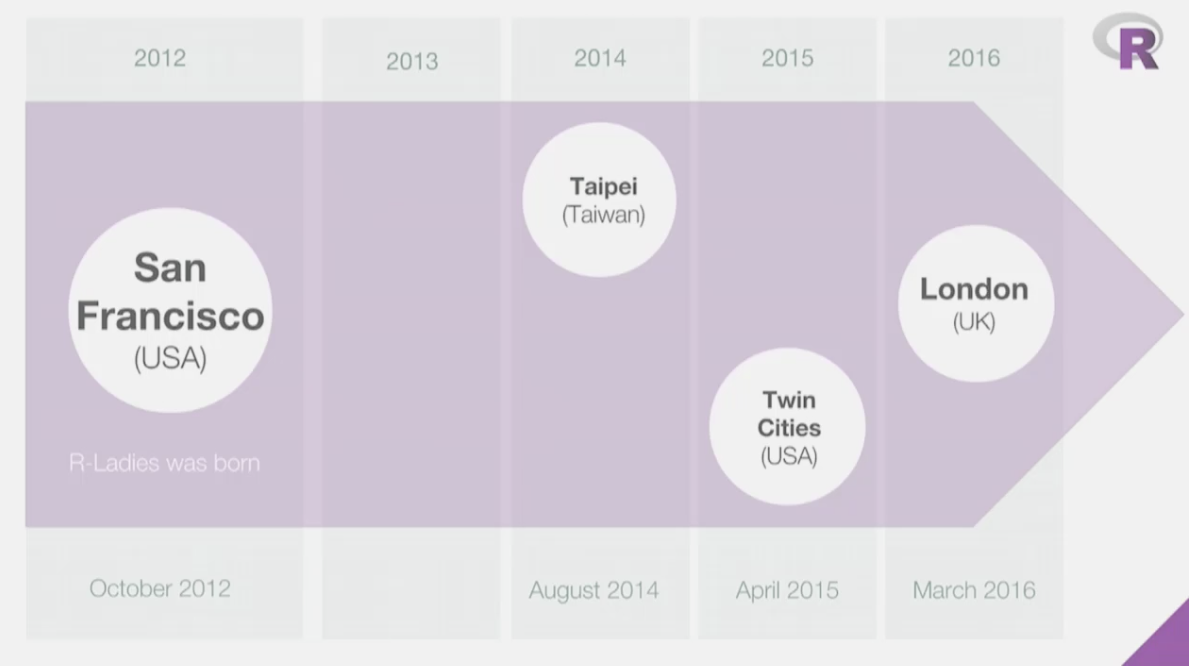 2012
2013
2014
2015
2016
R
San
Francisco
(USA)
R-Ladies was born
Taipei
(Taiwan)
Twin
Cities
(USA)
London
(UK)
October 2012
August 2014
April 2015
March 2016